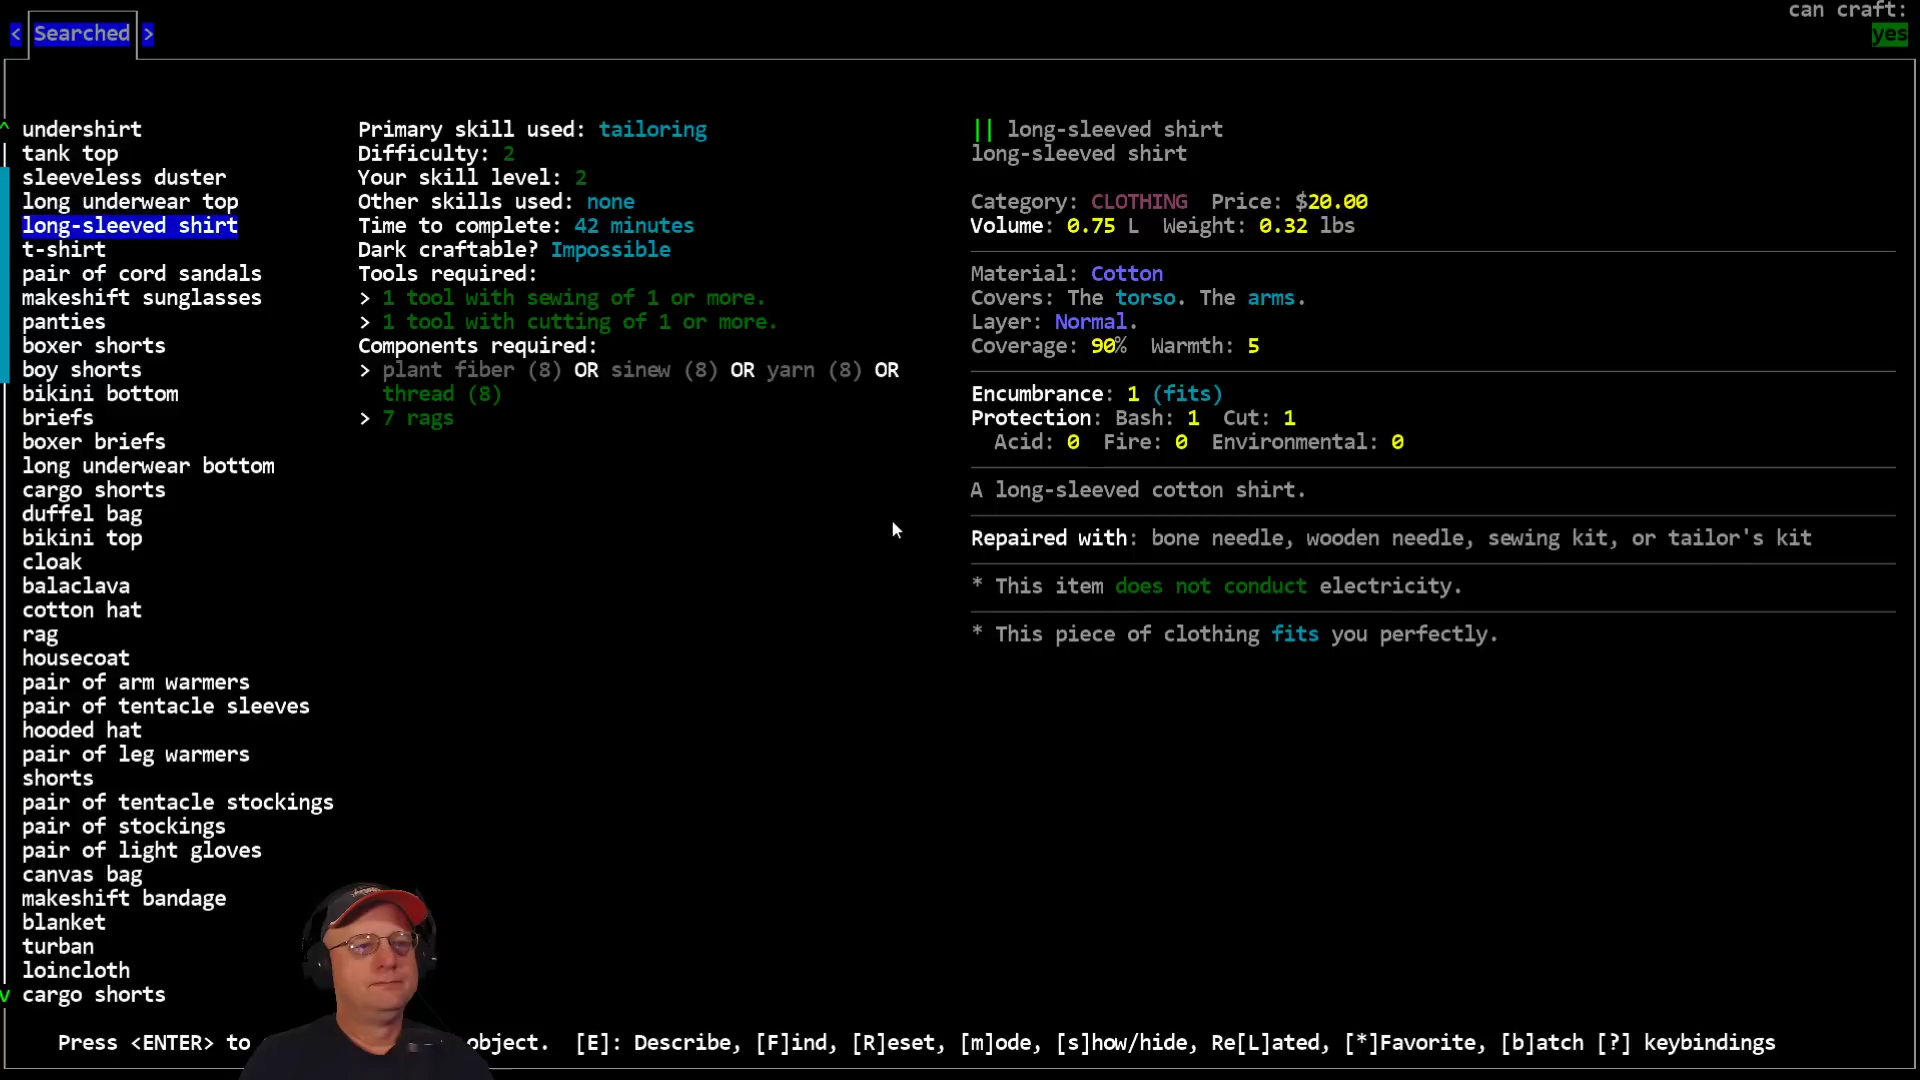 can craft:
< Searched >
yes
^ undershirt
tank top
sleeveless duster
long underwear top
long-sleeved shirt
t-shirt
pair of cord sandals
makeshift sunglasses
panties
boxer shorts
boy shorts
bikini bottom
briefs
boxer briefs
long underwear bottom
cargo shorts
duffel bag
bikini top
cloak
balaclava
cotton hat
rag
housecoat
pair of arm warmers
pair of tentacle sleeves
hooded hat
pair of leg warmers
shorts
pair of tentacle stockings
pair of stockings
pair of light gloves
canvas bag
makeshift bandage
blanket
turban
loincloth
v cargo shorts
Primary skill used: tailoring
Difficulty: 2
Your skill level: 2
Other skills used: none
Time to complete: 42 minutes
Dark craftable? Impossible
Tools required:
> 1 tool with sewing of 1 or more.
> 1 tool with cutting of 1 or more.
Components required:
> plant fiber (8) OR sinew (8) OR yarn (8) OR
thread (8)
> 7 rags
|| long-sleeved shirt
long-sleeved shirt
Category: CLOTHING Price: $20.00
Volume: 0.75 L Weight: 0.32 lbs
Material: Cotton
Covers: The torso. The arms.
Layer: Normal.
Coverage: 90% Warmth: 5
Encumbrance: 1 (fits)
Protection: Bash: 1 Cut: 1
Acid: 0 Fire: 0 Environmental: 0
A long-sleeved cotton shirt.
Repaired with: bone needle, wooden needle, sewing kit, or tailor's kit
* This item does not conduct electricity.
* This piece of clothing fits you perfectly.
Press <ENTER> to object. [E]: Describe, [F]ind, [R]eset, [m]ode, [s]how/hide, Re[L]ated, [*]Favorite, [b]atch [?] keybindings